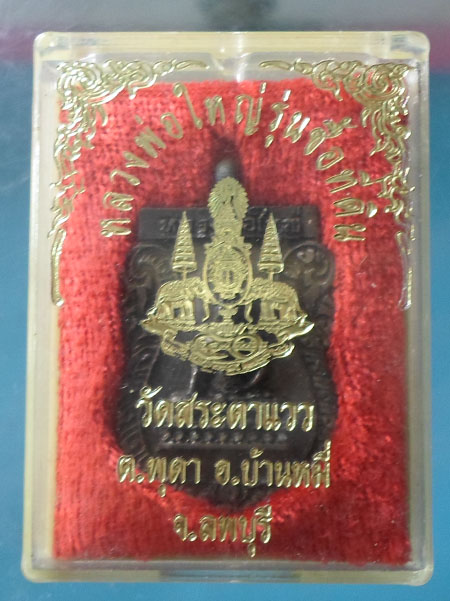 หลวงพ่อใหญ่รุ่นซื้อที่ดิน
วัดสระตาแวว
ต.พุคา อ.บ้านหมี่
จ.ลพบุรี